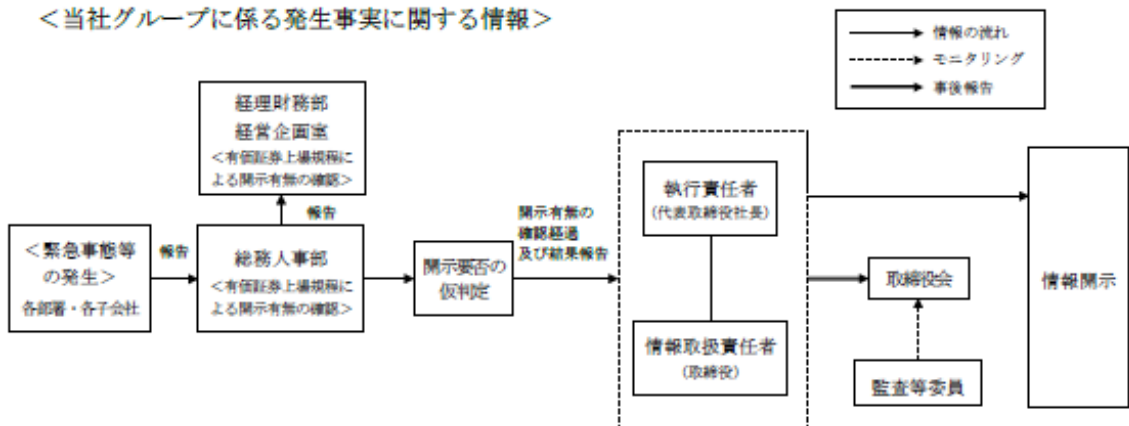 ＜当社グループに係る発生事実に関する情報＞
情報の流れ
モニタリング
事後報告
経理財務部
経営企画室
＜有価証券上場規程に
よる開示有無の確認＞
報告
＜緊急事態等
の発生＞
各部署・各子会社
報告
総務人事部
＜有価証券上場規程に
よる開示有無の確認＞
開示要否の
仮判定
開示有無の
確認経過
及び結果報告
執行責任者
(代表取締役社長)
情報取扱責任者
(取締役)
取締役会
監査等委員
情報開示